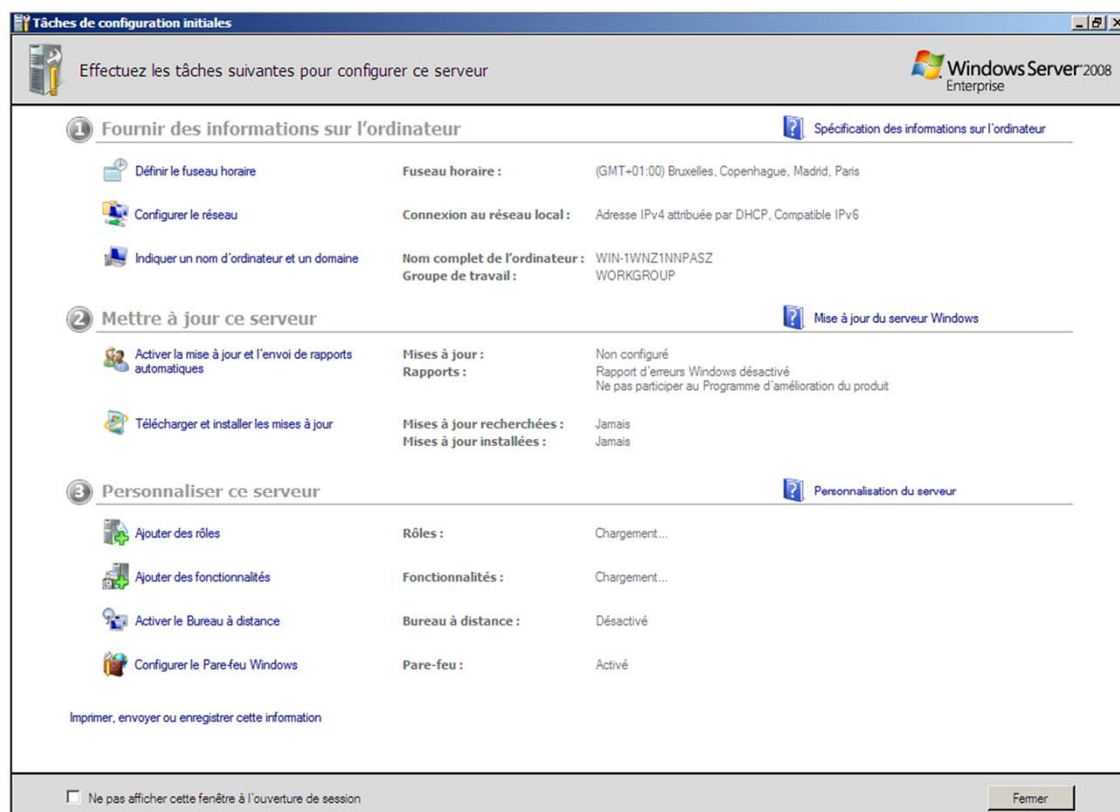 Tâches de configuration initiales
Effectuez les tâches suivantes pour configurer ce serveur
Windows Server 2008
Enterprise
1 Fournir des informations sur l'ordinateur
Spécification des informations sur l'ordinateur
Définir le fuseau horaire Fuseau horaire : (GMT+01:00) Bruxelles, Copenhague, Madrid, Paris
Configurer le réseau Connexion au réseau local : Adresse IPv4 attribuée par DHCP, Compatible IPv6
Indiquer un nom d'ordinateur et un domaine Nom complet de l'ordinateur : WIN-1WNZ1NNPASZ
Groupe de travail : WORKGROUP
2 Mettre à jour ce serveur
Mise à jour du serveur Windows
Activer la mise à jour et l'envoi de rapports
automatiques
Mises à jour : Non configuré
Rapports : Rapport d'erreurs Windows désactivé
Ne pas participer au Programme d'amélioration du produit
Télécharger et installer les mises à jour Mises à jour recherchées : Jamais
Mises à jour installées : Jamais
3 Personnaliser ce serveur
Personnalisation du serveur
Ajouter des rôles Rôles : Chargement...
Ajouter des fonctionnalités Fonctionnalités : Chargement...
Activer le Bureau à distance Bureau à distance : Désactivé
Configurer le Pare-feu Windows Pare-feu : Activé
Imprimer, envoyer ou enregistrer cette information
Ne pas afficher cette fenêtre à l'ouverture de session
Fermer